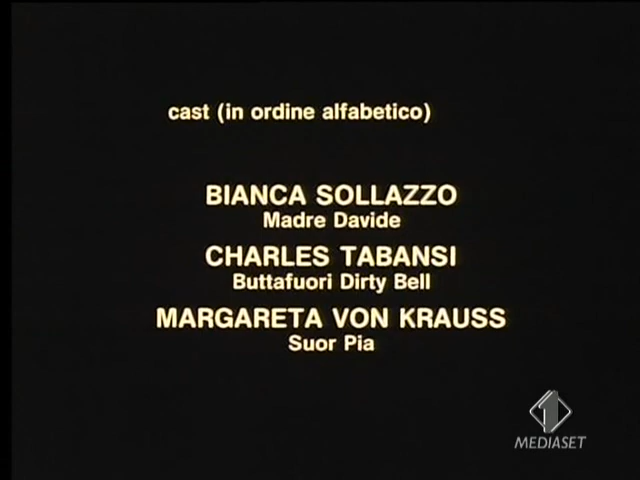 cast (in ordine alfabetico)
BIANCA SOLLAZZO
Madre Davide
CHARLES TABANSI
Buttafuori Dirty Bell
MARGARETA VON KRAUSS
Suor Pia
1
MEDIASET